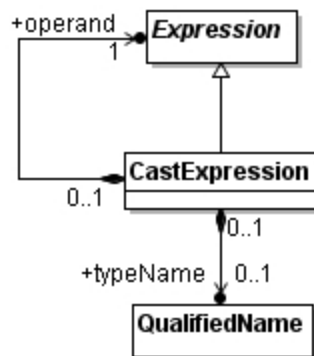 +operand
Expression
1
CastExpression
0..1
0..1
+typeName
0..1
QualifiedName